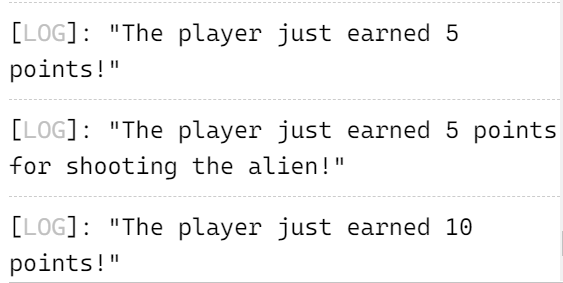 [LOG]: "The player just earned 5
points!"
[LOG]: "The player just earned 5 points
for shooting the alien!"
[LOG]: "The player just earned 10
points!"